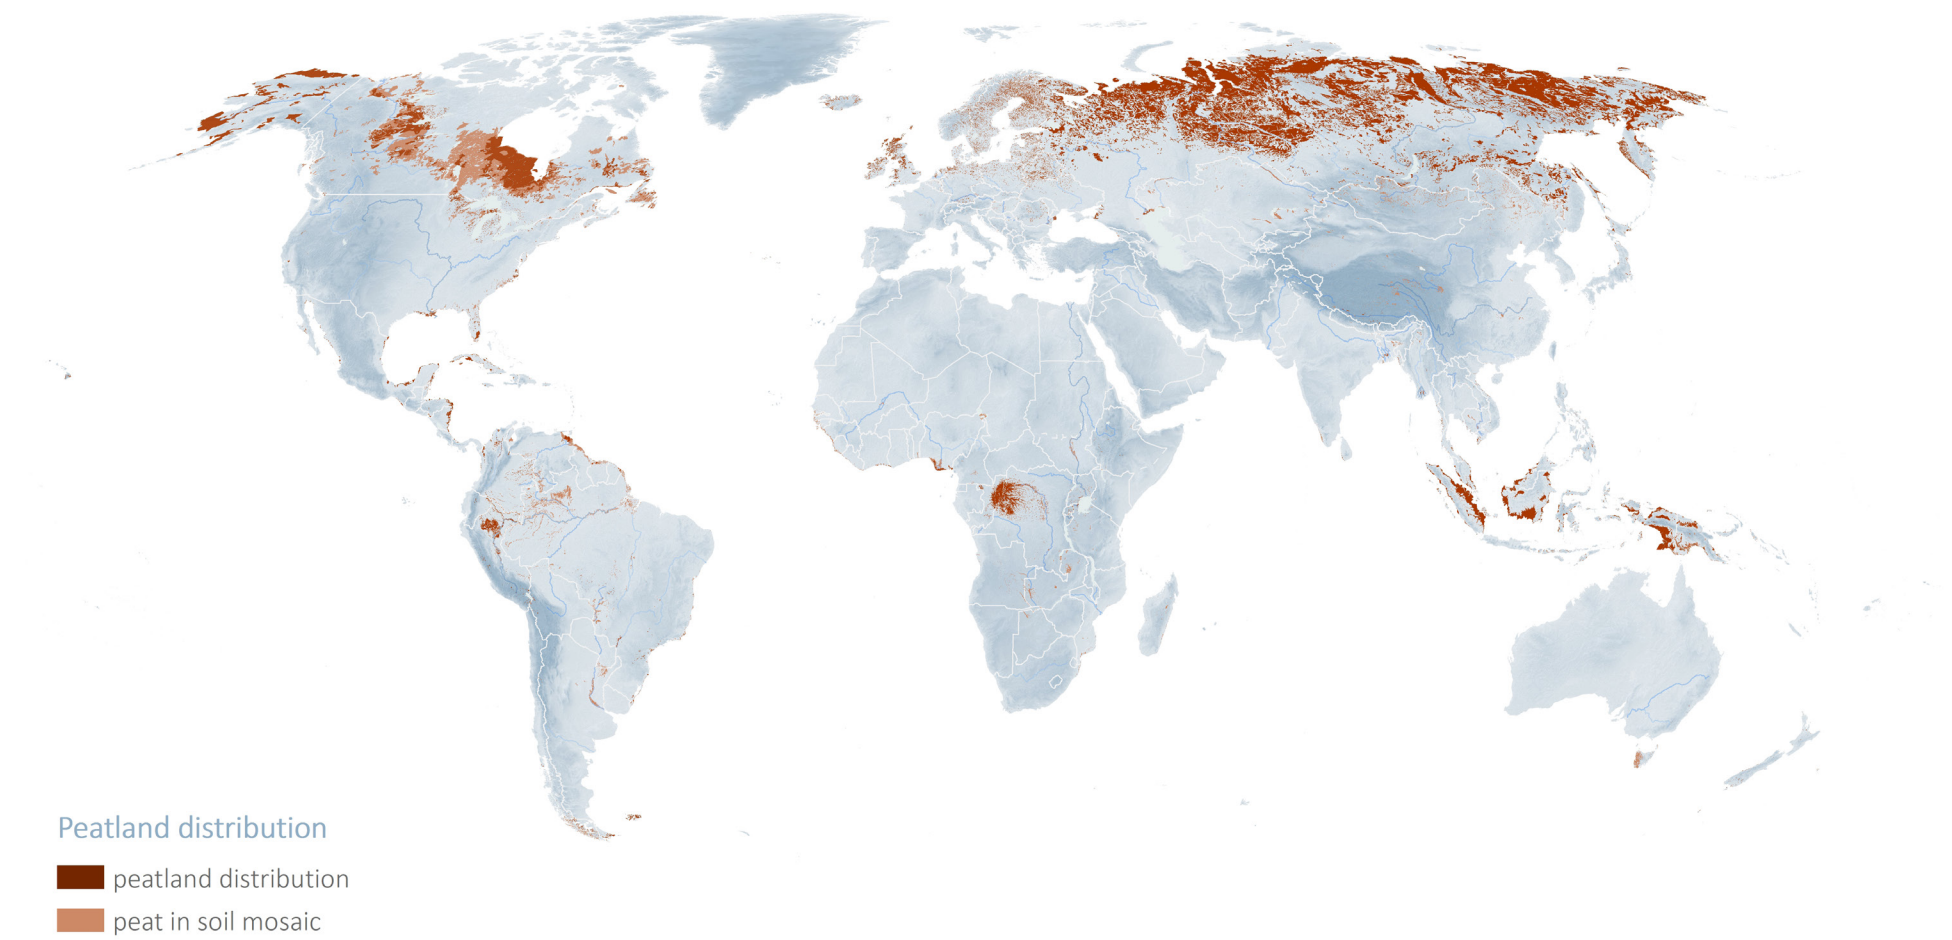 Peatland distribution
peatland distribution
peat in soil mosaic